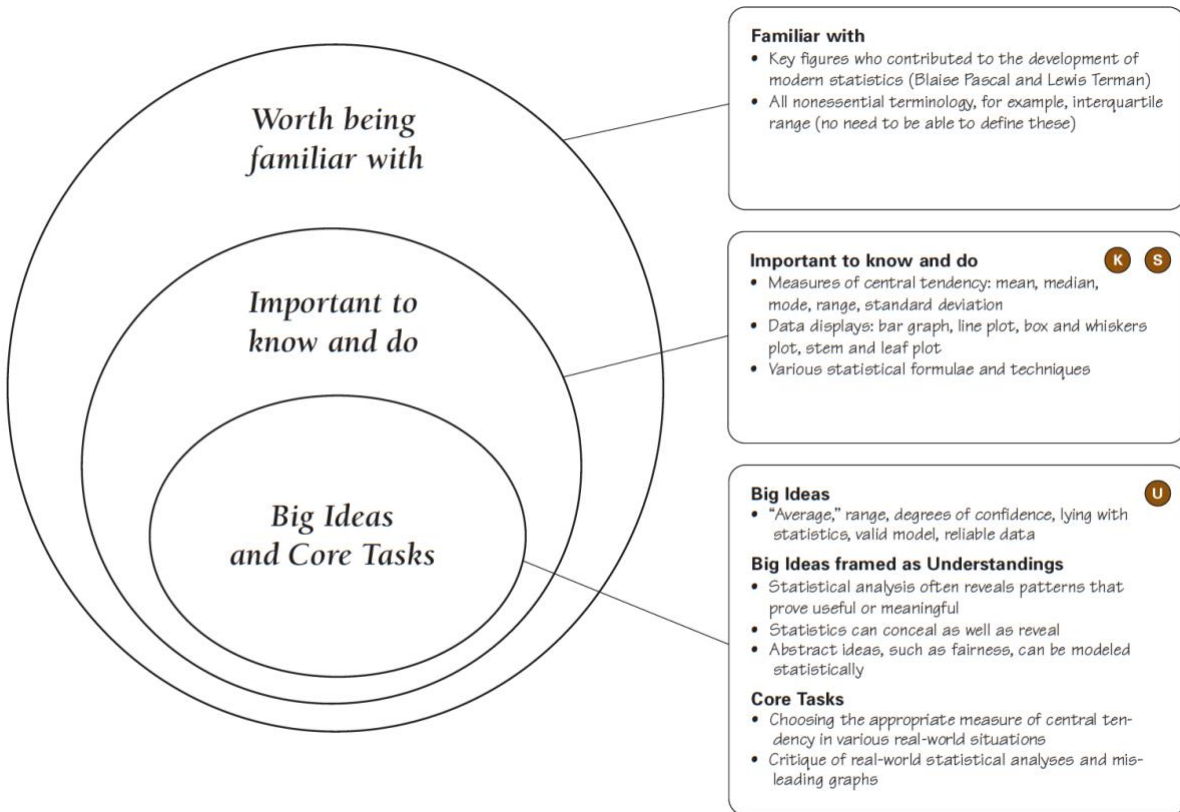 Worth being
familiar with
Important to
know and do
Big Ideas
and Core Tasks
Familiar with
• Key figures who contributed to the development of
modern statistics (Blaise Pascal and Lewis Terman)
• All nonessential terminology, for example, interquartile
range (no need to be able to define these)
Important to know and do K S
• Measures of central tendency: mean, median,
mode, range, standard deviation
• Data displays: bar graph, line plot, box and whiskers
plot, stem and leaf plot
• Various statistical formulae and techniques
Big Ideas U
• "Average," range, degrees of confidence, lying with
statistics, valid model, reliable data
Big Ideas framed as Understandings
• Statistical analysis often reveals patterns that
prove useful or meaningful
• Statistics can conceal as well as reveal
• Abstract ideas, such as fairness, can be modeled
statistically
Core Tasks
• Choosing the appropriate measure of central ten-
dency in various real-world situations
• Critique of real-world statistical analyses and mis-
leading graphs